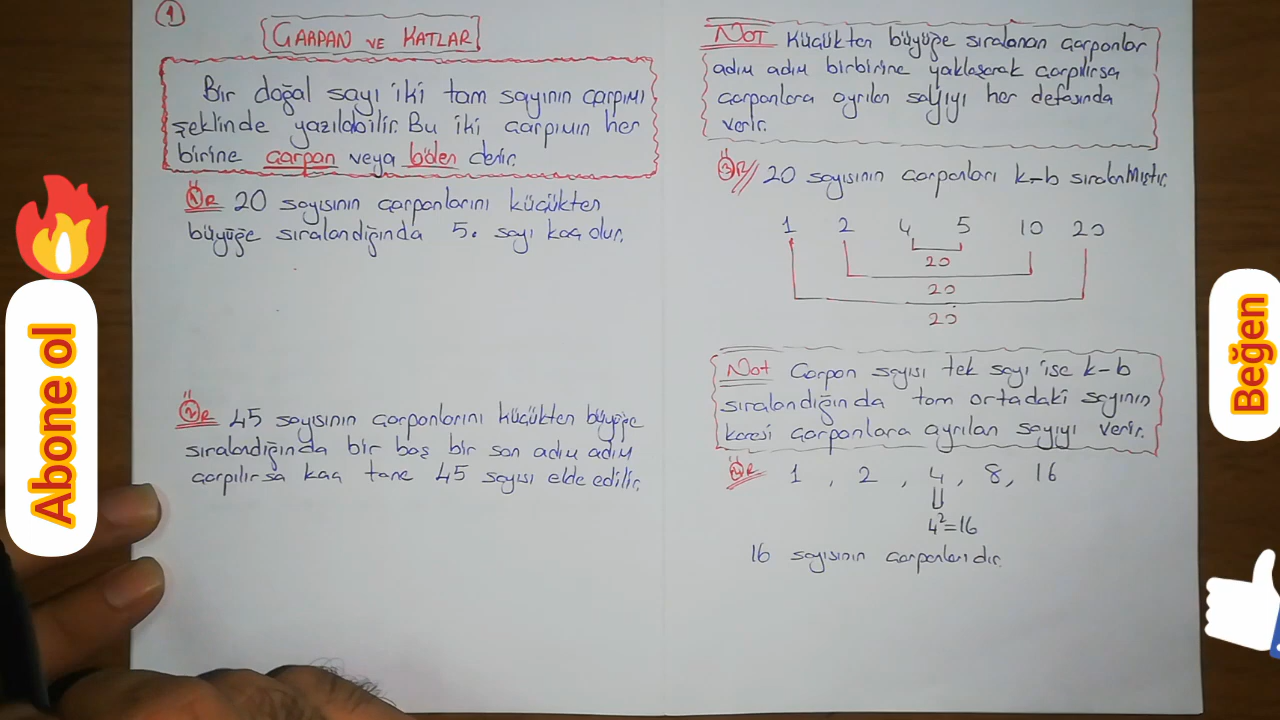 1
ÇARPAN VE KATLAR
Bir doğal sayı iki tam sayının çarpımı
şeklinde yazılabilir. Bu iki çarpımın her
birine çarpan veya bölen denir.
Ör 20 sayısının çarpanlarını küçükten
büyüğe sıralandığında 5. sayı kaç olur.
Ör 45 sayısının çarpanlarını küçükten büyüğe
sıralandığında bir baş bir son adım adım
çarpılırsa kaç tane 45 sayısı elde edilir.
Not Küçükten büyüğe sıralanan çarponlar
adım adım birbirine yaklaşarak çarpılırsa
çarponlara ayrılan sayıyı her defasında
verir.
Ör// 20 sayısının çarpanları k-b sıralanmıştır.
1 2 4 5 10 20
20
20
20
Not Çarpan sayısı tek sayı ise k-b
sıralandığında tam ortadaki sayının
karesi çarpanlara ayrılan sayıyı verir.
Ör 1 , 2 , 4 , 8 , 16
4²=16
16 sayısının çarpanlarıdır.
Abone ol
Beğen